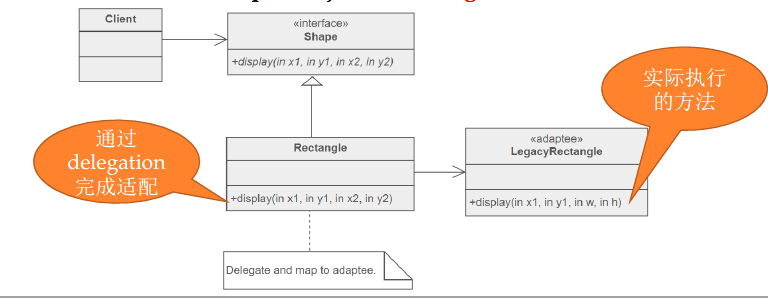 Client
«interface»
Shape
+display(in x1, in y1, in x2, in y2)
实际执行
的方法
通过
delegation
完成适配
Rectangle
+display(in x1, in y1, in x2, in y2)
«adaptee»
LegacyRectangle
+display(in x1, in y1, in w, in h)
Delegate and map to adaptee.